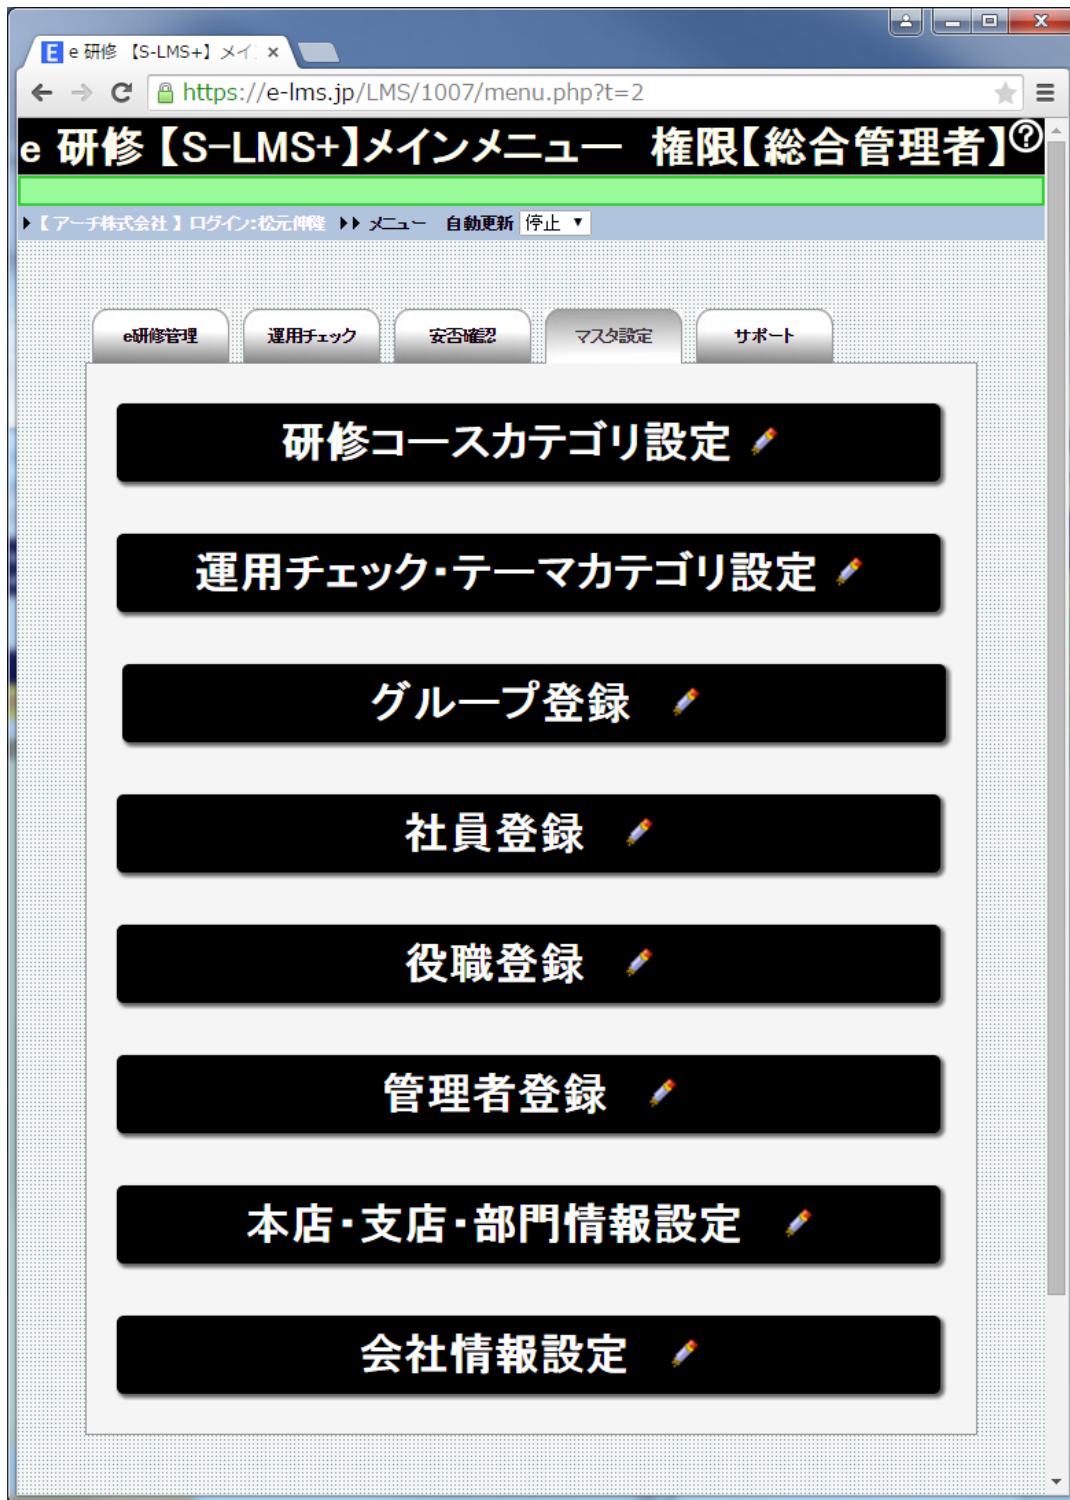 e 研修 【S-LMS+】 メイ
https://e-lms.jp/LMS/1007/menu.php?t=2
e 研修 【S-LMS+】メインメニュー 権限【総合管理者】
【 アーチ株式会社 】 ログイン:松元伸隆 メニュー 自動更新 停止
e研修管理 運用チェック 安否確認 マスタ設定 サポート
研修コースカテゴリ設定
運用チェック・テーマカテゴリ設定
グループ登録
社員登録
役職登録
管理者登録
本店・支店・部門情報設定
会社情報設定